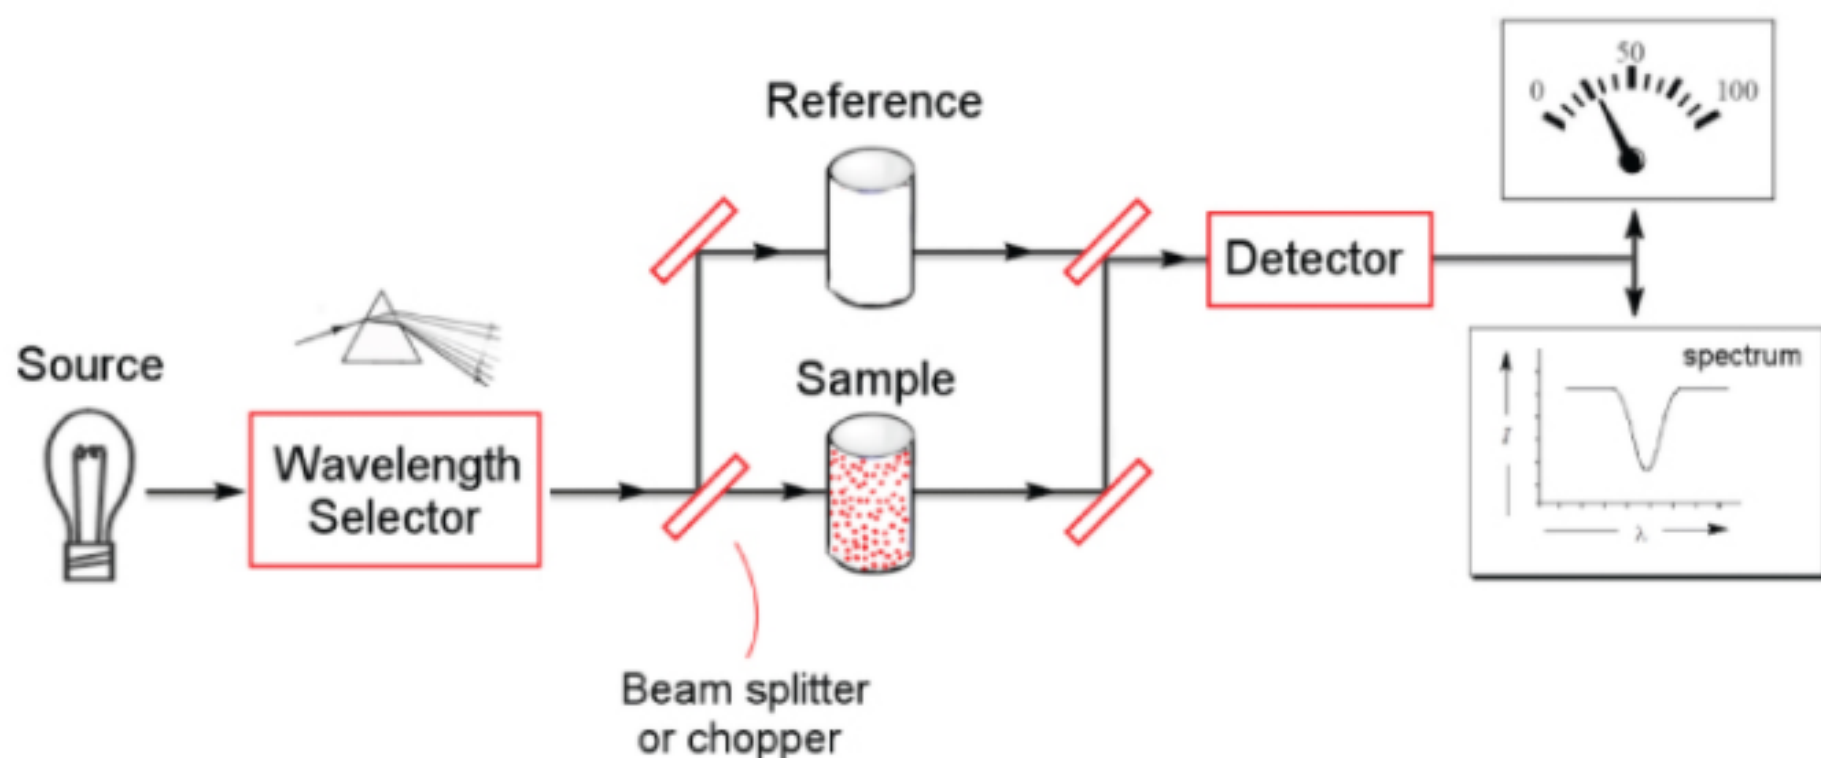 Source
Wavelength
Selector
Reference
Sample
Beam splitter
or chopper
Detector
0
50
100
spectrum
I
λ